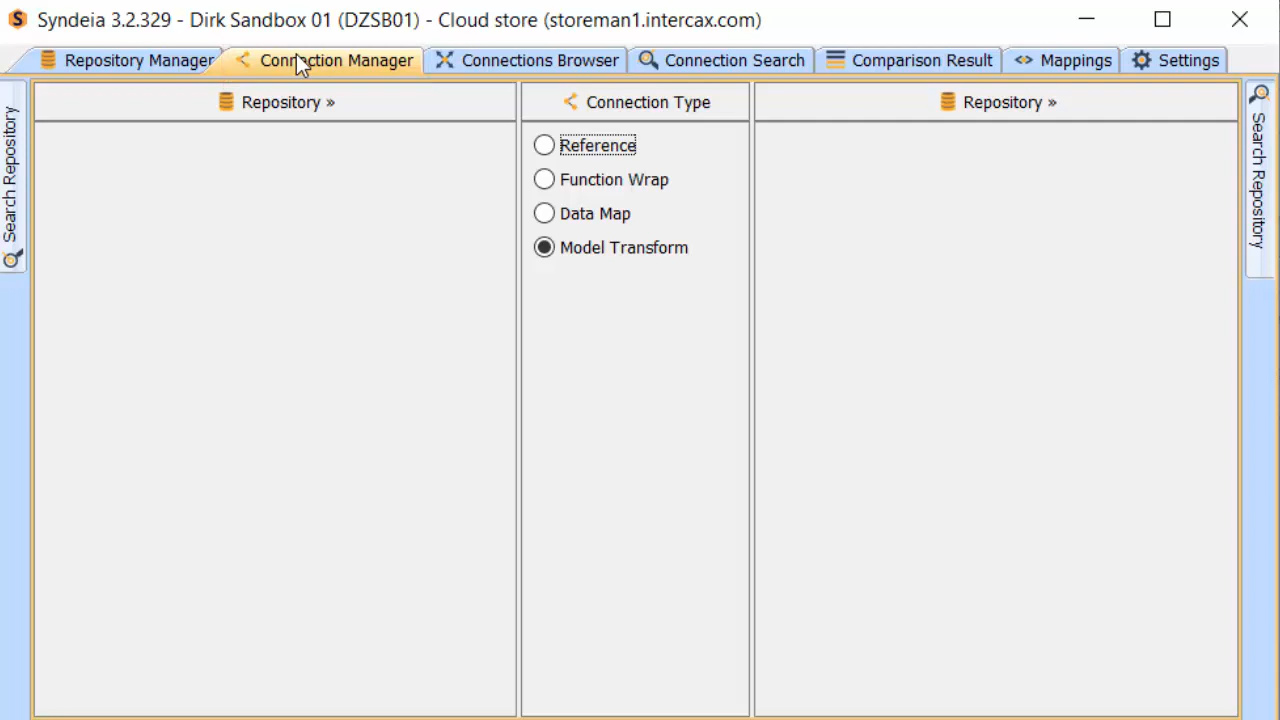 Syndeia 3.2.329 - Dirk Sandbox 01 (DZSB01) - Cloud store (storeman1.intercax.com)
Repository Manager Connection Manager Connections Browser Connection Search Comparison Result Mappings Settings
Search Repository
Repository »
Connection Type
Repository »
Search Repository
Reference
Function Wrap
Data Map
Model Transform